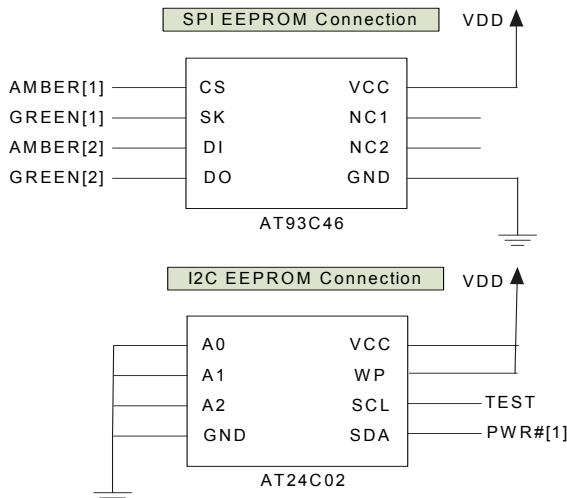 SPI EEPROM Connection
VDD
AMBER[1]
CS
VCC
GREEN[1]
SK
NC1
AMBER[2]
DI
NC2
GREEN[2]
DO
GND
AT93C46
I2C EEPROM Connection
VDD
A0
VCC
A1
WP
A2
SCL
TEST
GND
SDA
PWR#[1]
AT24C02